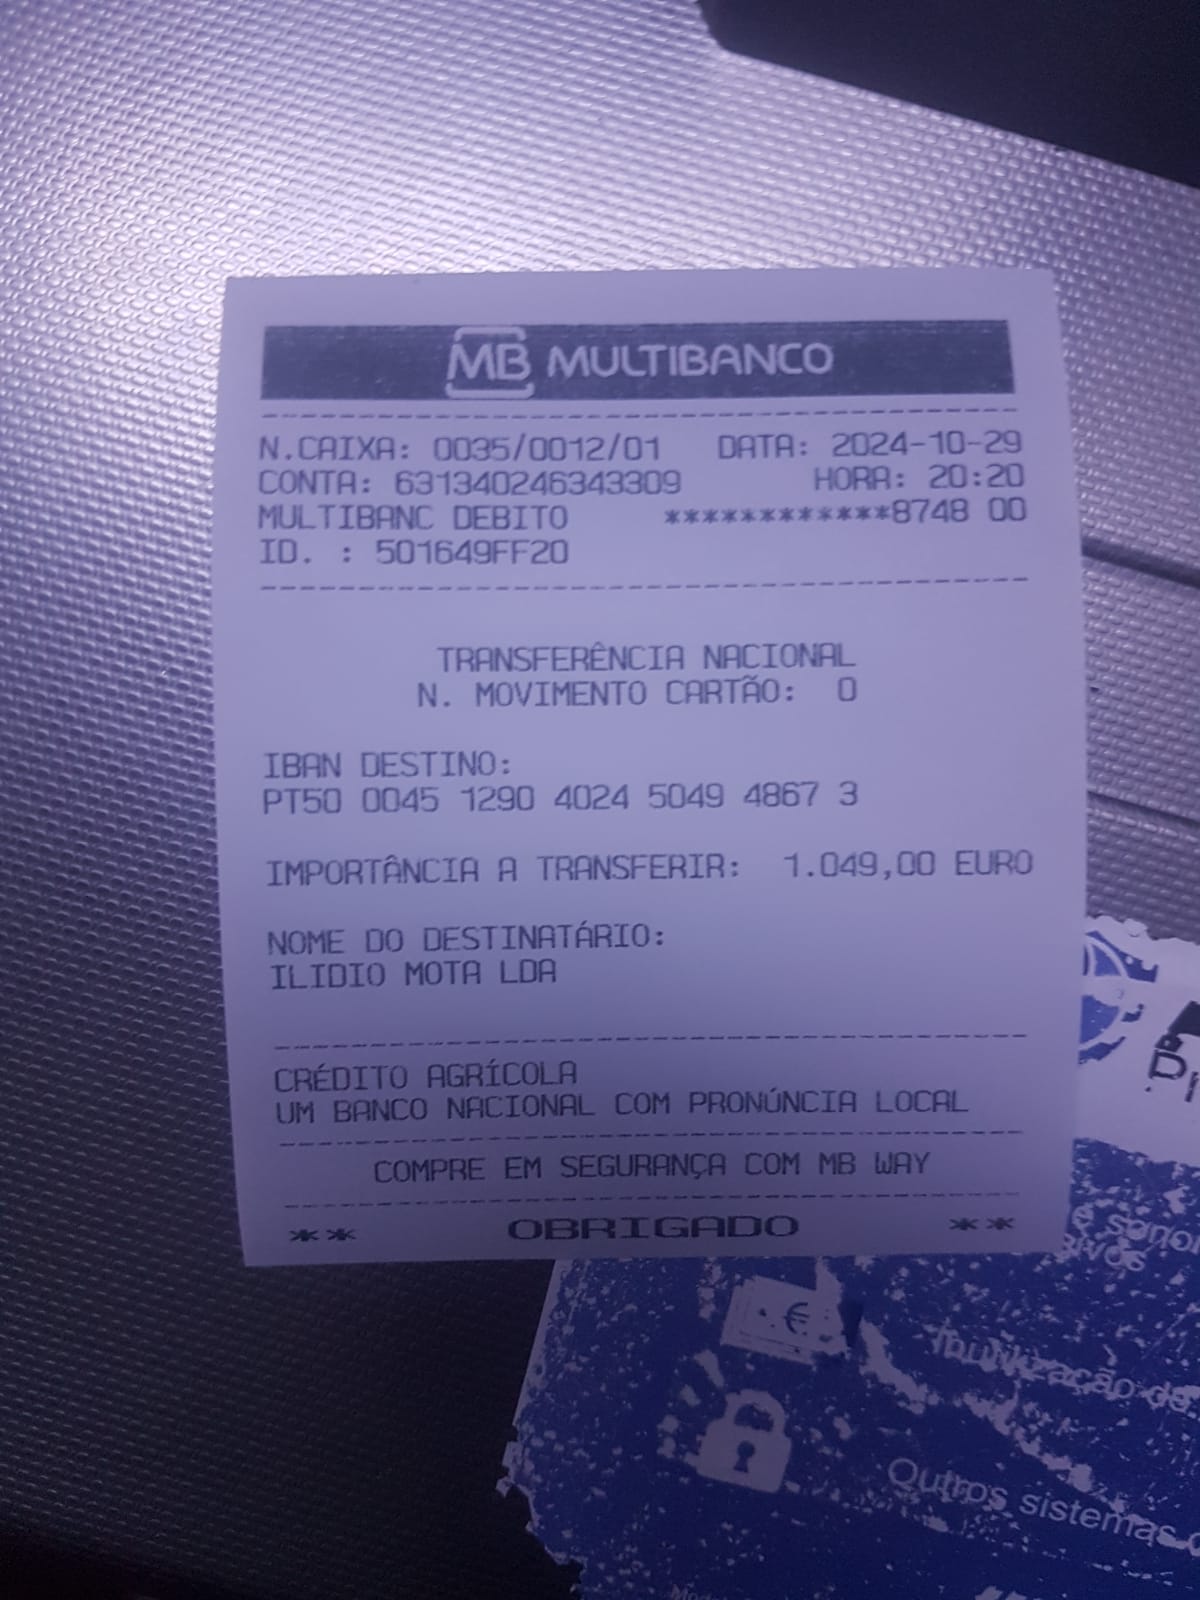 MB MULTIBANCO
N.CAIXA: 0035/0012/01 DATA: 2024-10-29
CONTA: 631340246343309 HORA: 20:20
MULTIBANC DEBITO ************8748 00
ID. : 501649FF20
TRANSFERÊNCIA NACIONAL
N. MOVIMENTO CARTÃO: 0
IBAN DESTINO:
PT50 0045 1290 4024 5049 4867 3
IMPORTÂNCIA A TRANSFERIR: 1.049,00 EURO
NOME DO DESTINATÁRIO:
ILIDIO MOTA LDA
CRÉDITO AGRÍCOLA
UM BANCO NACIONAL COM PRONÚNCIA LOCAL
COMPRE EM SEGURANÇA COM MB WAY
** OBRIGADO **
€
Outros sistemas